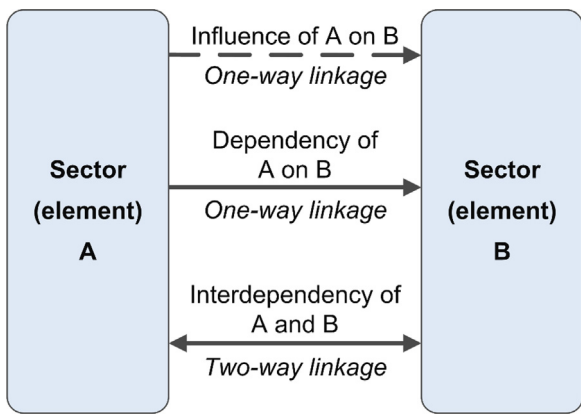 Influence of A on B
One-way linkage
Dependency of
A on B
One-way linkage
Interdependency of
A and B
Two-way linkage
Sector
(element)
A
Sector
(element)
B